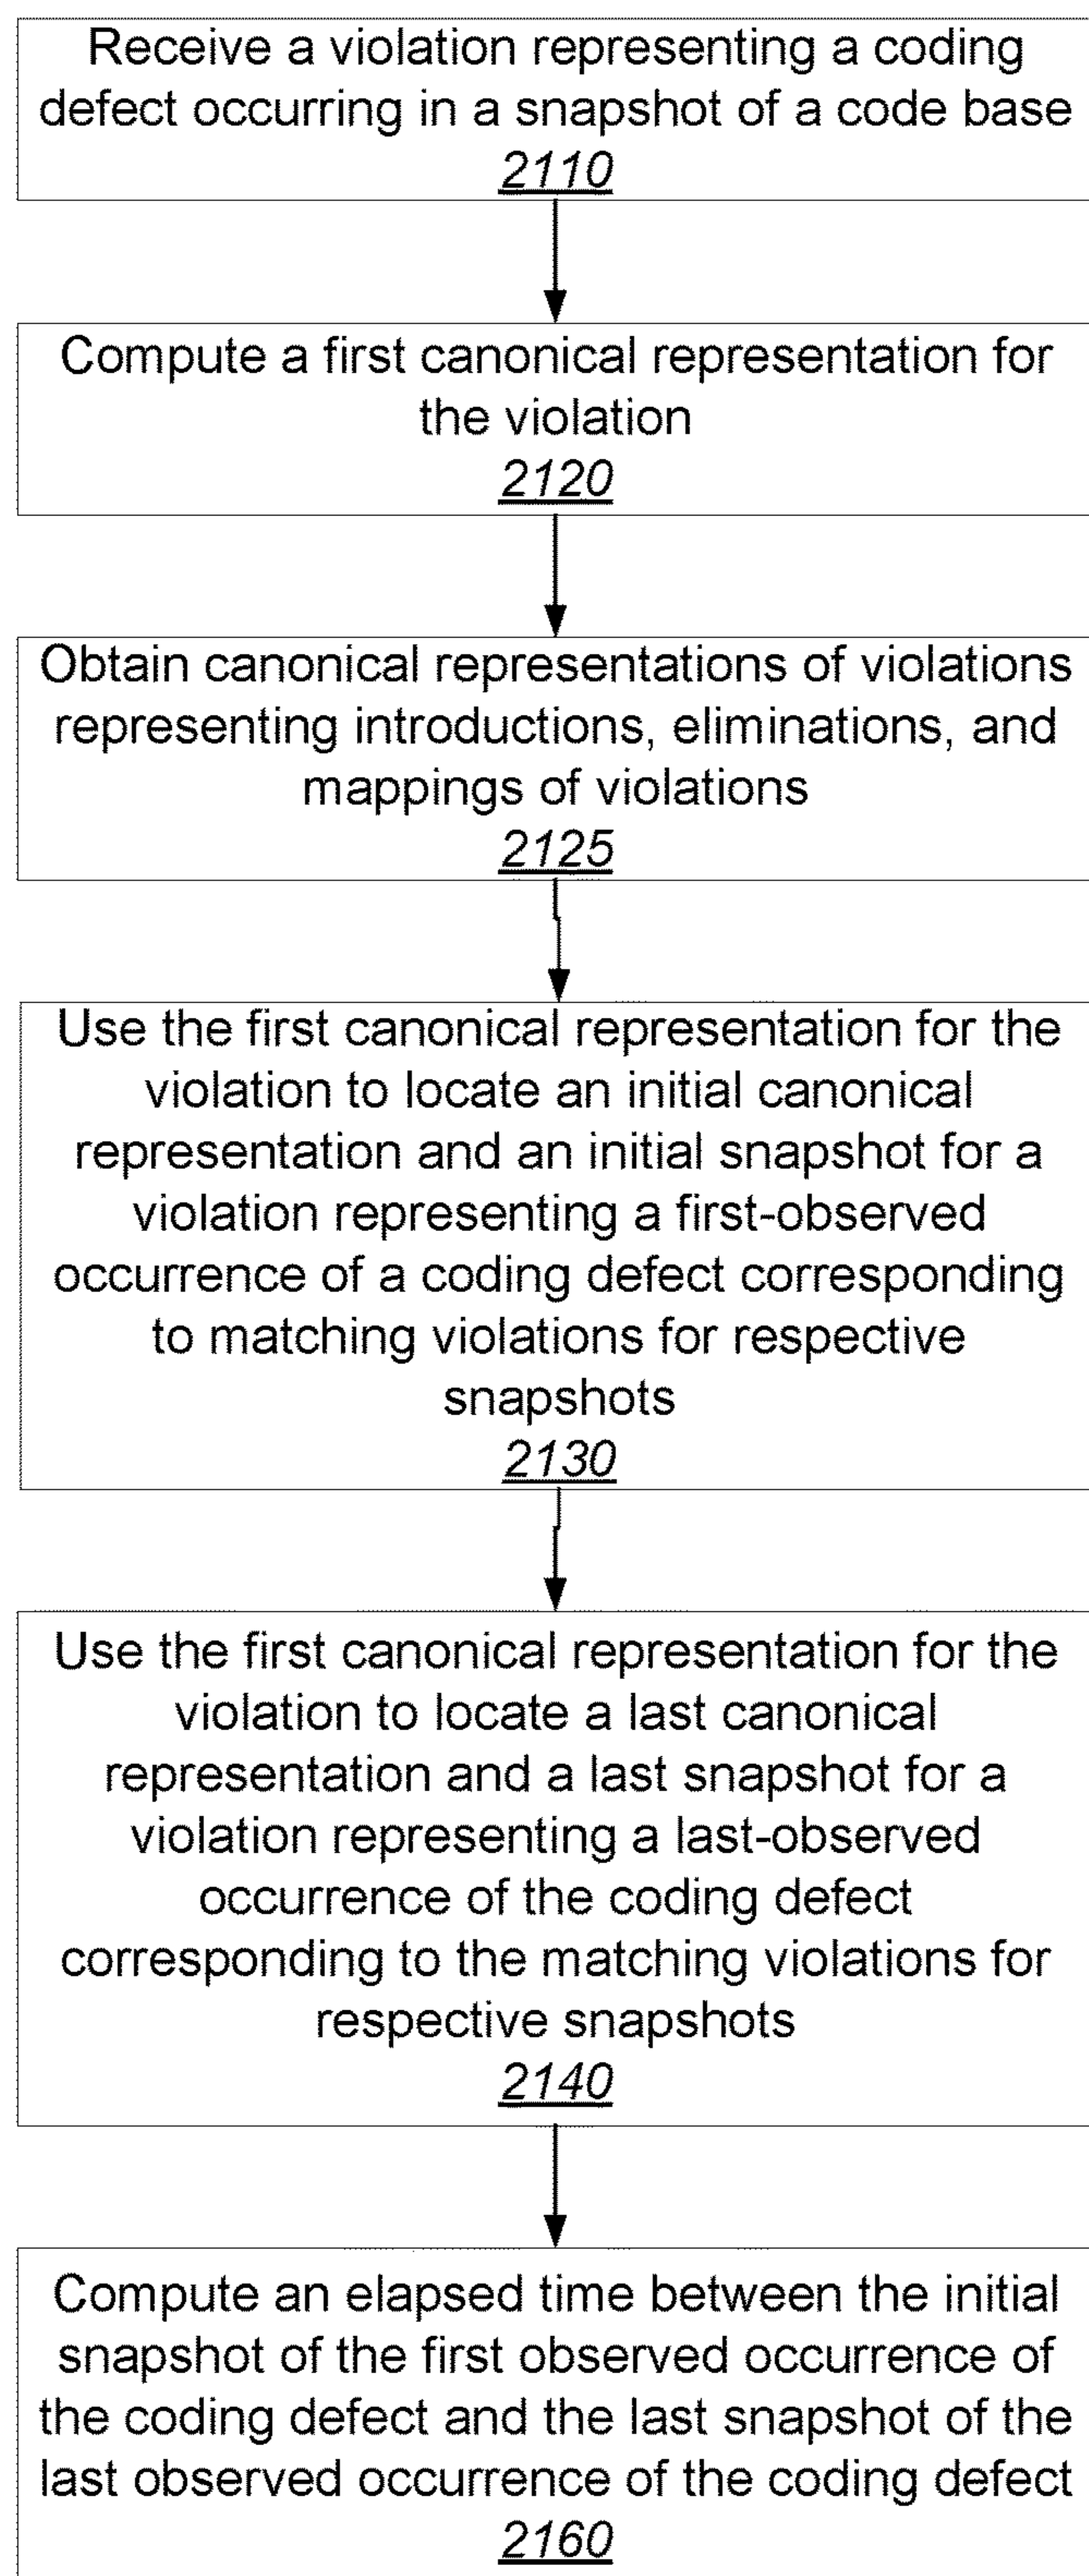 Receive a violation representing a coding
defect occurring in a snapshot of a code base
2110
Compute a first canonical representation for
the violation
2120
Obtain canonical representations of violations
representing introductions, eliminations, and
mappings of violations
2125
Use the first canonical representation for the
violation to locate an initial canonical
representation and an initial snapshot for a
violation representing a first-observed
occurrence of a coding defect corresponding
to matching violations for respective
snapshots
2130
Use the first canonical representation for the
violation to locate a last canonical
representation and a last snapshot for a
violation representing a last-observed
occurrence of the coding defect
corresponding to the matching violations for
respective snapshots
2140
Compute an elapsed time between the initial
snapshot of the first observed occurrence of
the coding defect and the last snapshot of the
last observed occurrence of the coding defect
2160